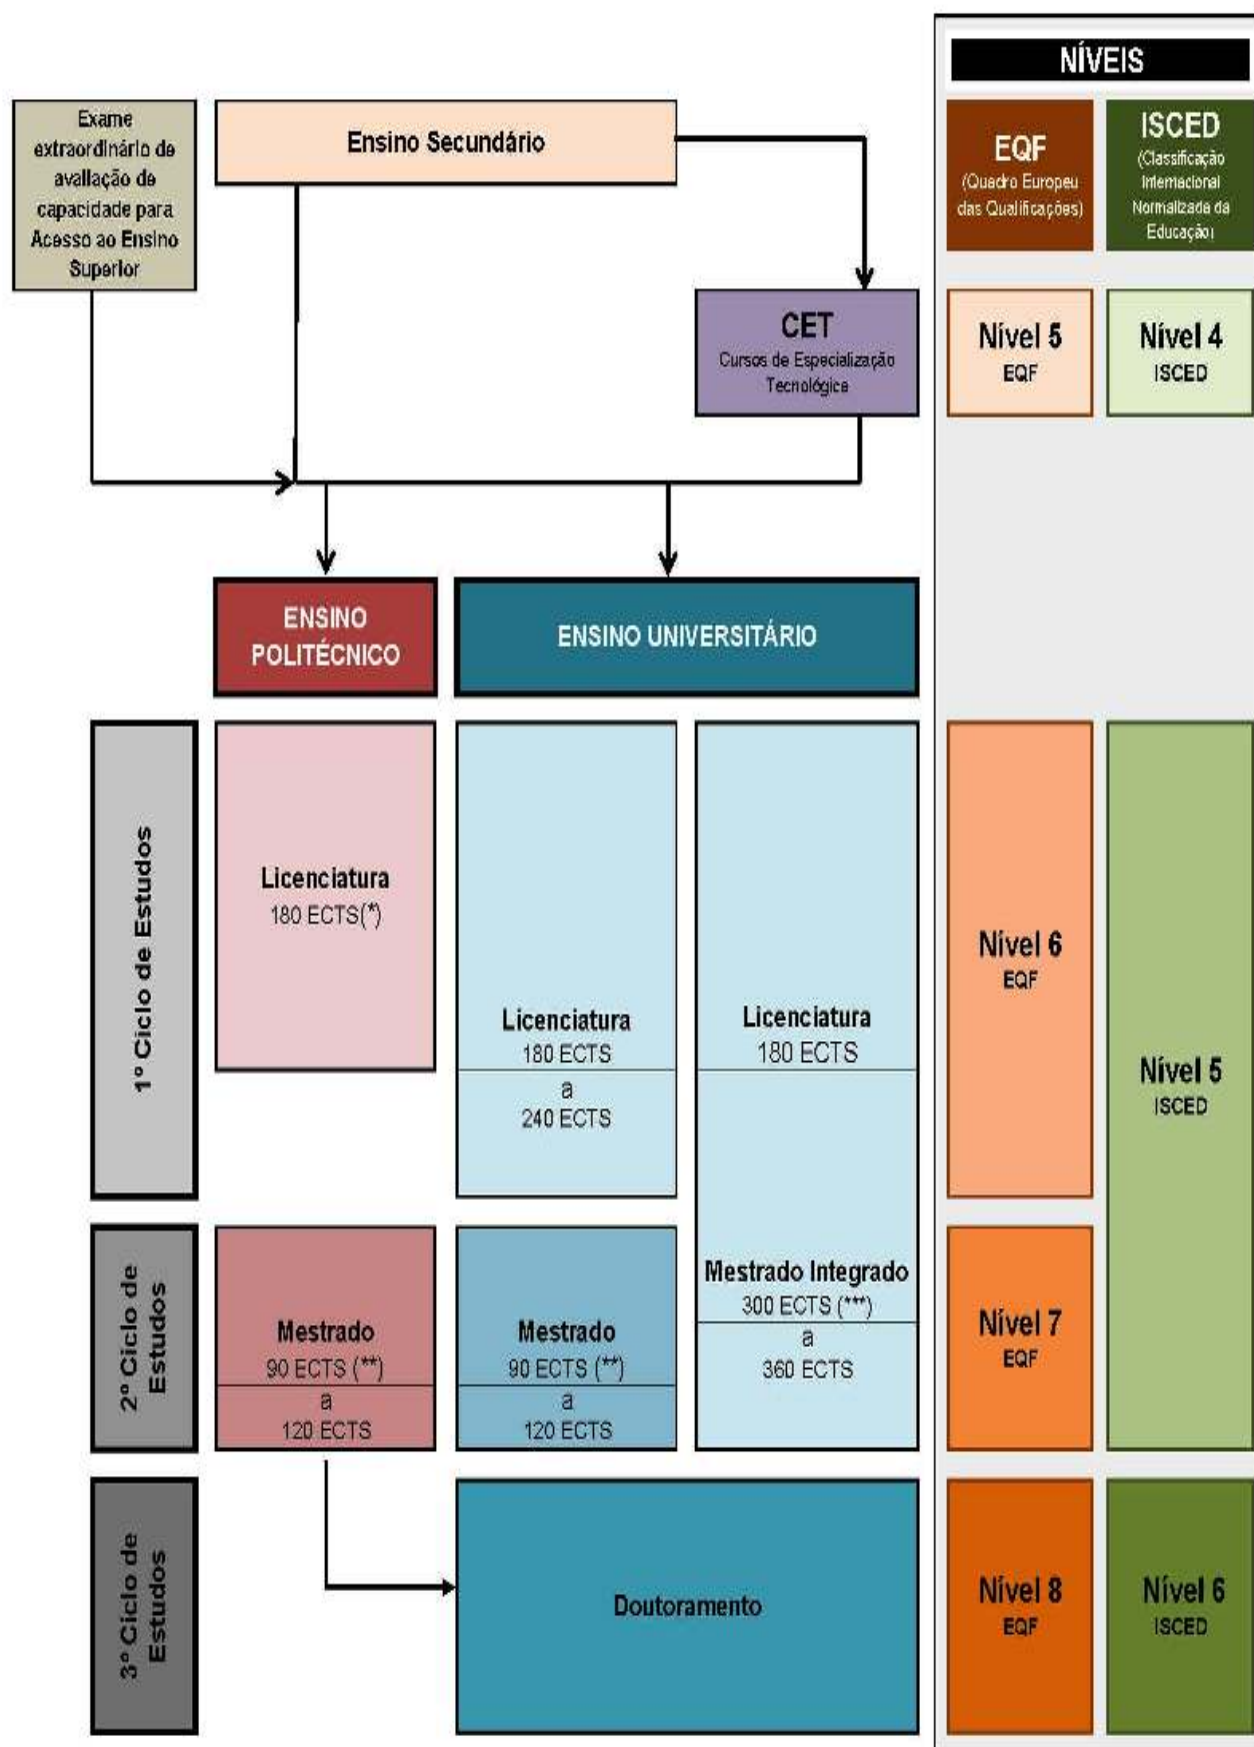 NÍVEIS
Exame
extraordinário de
avaliação de
capacidade para
Acesso ao Ensino
Superior
Ensino Secundário
EQF
(Quadro Europeu
das Qualificações)
ISCED
(Classificação
Internacional
Normalizada da
Educação)
CET
Cursos de Especialização
Tecnológica
Nível 5
EQF
Nível 4
ISCED
ENSINO
POLITÉCNICO
ENSINO UNIVERSITÁRIO
1º Ciclo de Estudos
Licenciatura
180 ECTS(*)
Licenciatura
180 ECTS
a
240 ECTS
Licenciatura
180 ECTS
Nível 6
EQF
Nível 5
ISCED
2º Ciclo de
Estudos
Mestrado
90 ECTS (**)
a
120 ECTS
Mestrado
90 ECTS (**)
a
120 ECTS
Mestrado Integrado
300 ECTS (***)
a
360 ECTS
Nível 7
EQF
3º Ciclo de
Estudos
Doutoramento
Nível 8
EQF
Nível 6
ISCED